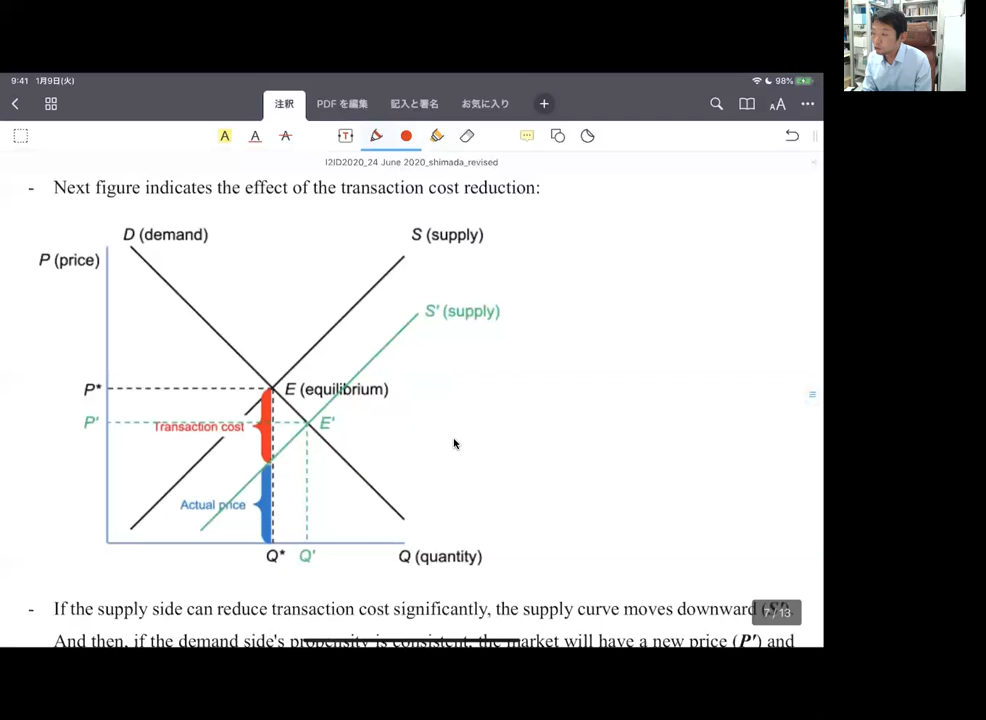 9:41 1月9日(火) 98%
注釈 PDF を編集 記入と署名 お気に入り
A A A T
I2ID2020_24 June 2020_shimada_revised
- Next figure indicates the effect of the transaction cost reduction:
D (demand) S (supply)
P (price)
S' (supply)
P* E (equilibrium)
P' Transaction cost E'
Actual price
Q* Q' Q (quantity)
- If the supply side can reduce transaction cost significantly, the supply curve moves downward
7 / 13
And then, if the demand side's propensity is consistent, the market will have a new price (P') and